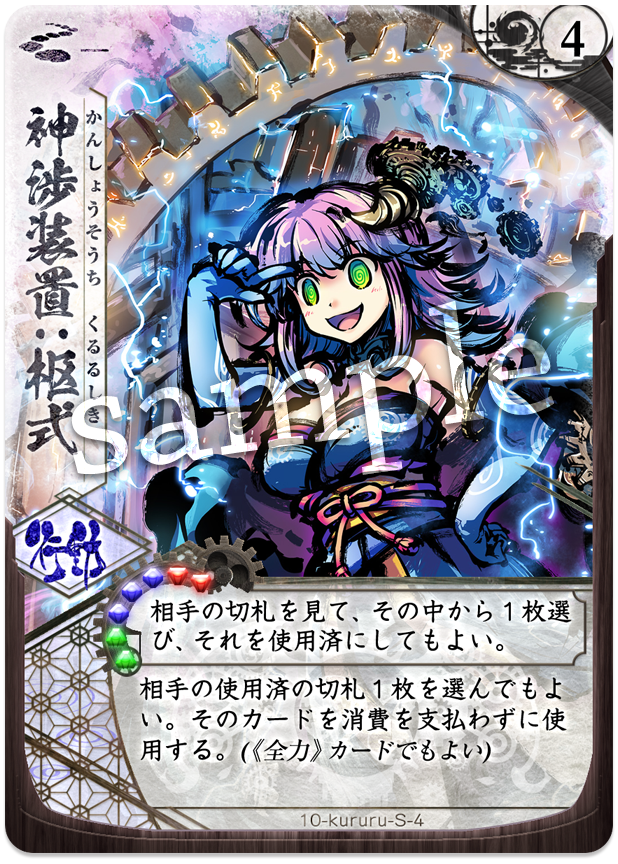 4
神渉装置:枢式
かんしょうそうち くるるしき
sample
行動
相手の切札を見て、その中から1枚選
び、それを使用済にしてもよい。
相手の使用済の切札1枚を選んでもよ
い。そのカードを消費を支払わずに使
用する。(《全力》カードでもよい)
10-kururu-S-4